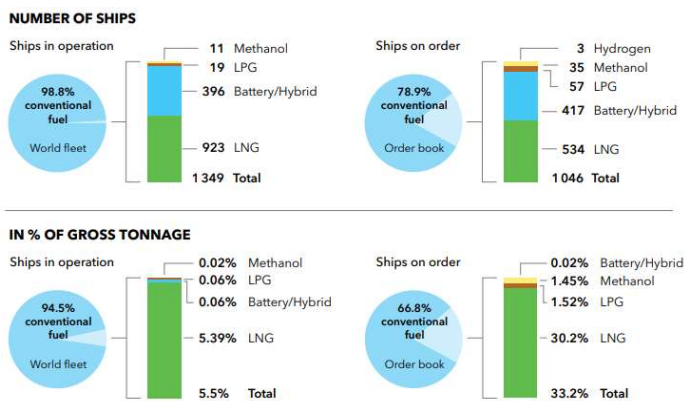 NUMBER OF SHIPS
Ships in operation
98.8%
conventional
fuel
World fleet
11 Methanol
19 LPG
396 Battery/Hybrid
923 LNG
1 349 Total
Ships on order
78.9%
conventional
fuel
Order book
3 Hydrogen
35 Methanol
57 LPG
417 Battery/Hybrid
534 LNG
1 046 Total
IN % OF GROSS TONNAGE
Ships in operation
94.5%
conventional
fuel
World fleet
0.02% Methanol
0.06% LPG
0.06% Battery/Hybrid
5.39% LNG
5.5% Total
Ships on order
66.8%
conventional
fuel
Order book
0.02% Battery/Hybrid
1.45% Methanol
1.52% LPG
30.2% LNG
33.2% Total